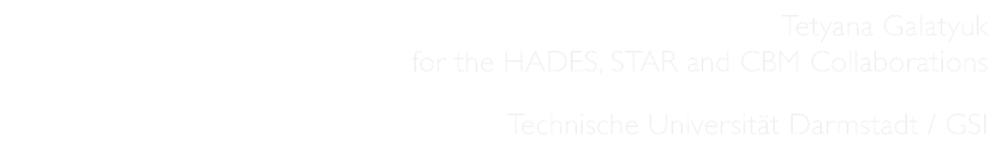 Tetyana Galatyuk
for the HADES, STAR and CBM Collaborations
Technische Universität Darmstadt / GSI